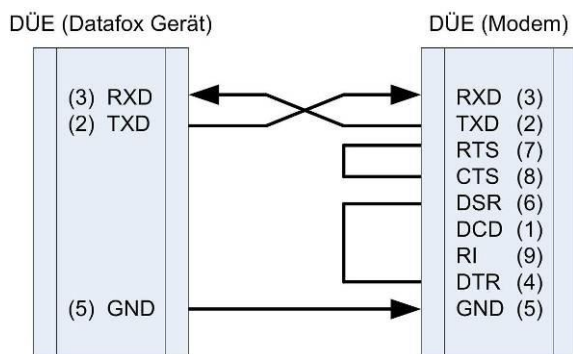 DÜE (Datafox Gerät)
DÜE (Modem)
(3) RXD
(2) TXD
(5) GND
RXD (3)
TXD (2)
RTS (7)
CTS (8)
DSR (6)
DCD (1)
RI (9)
DTR (4)
GND (5)